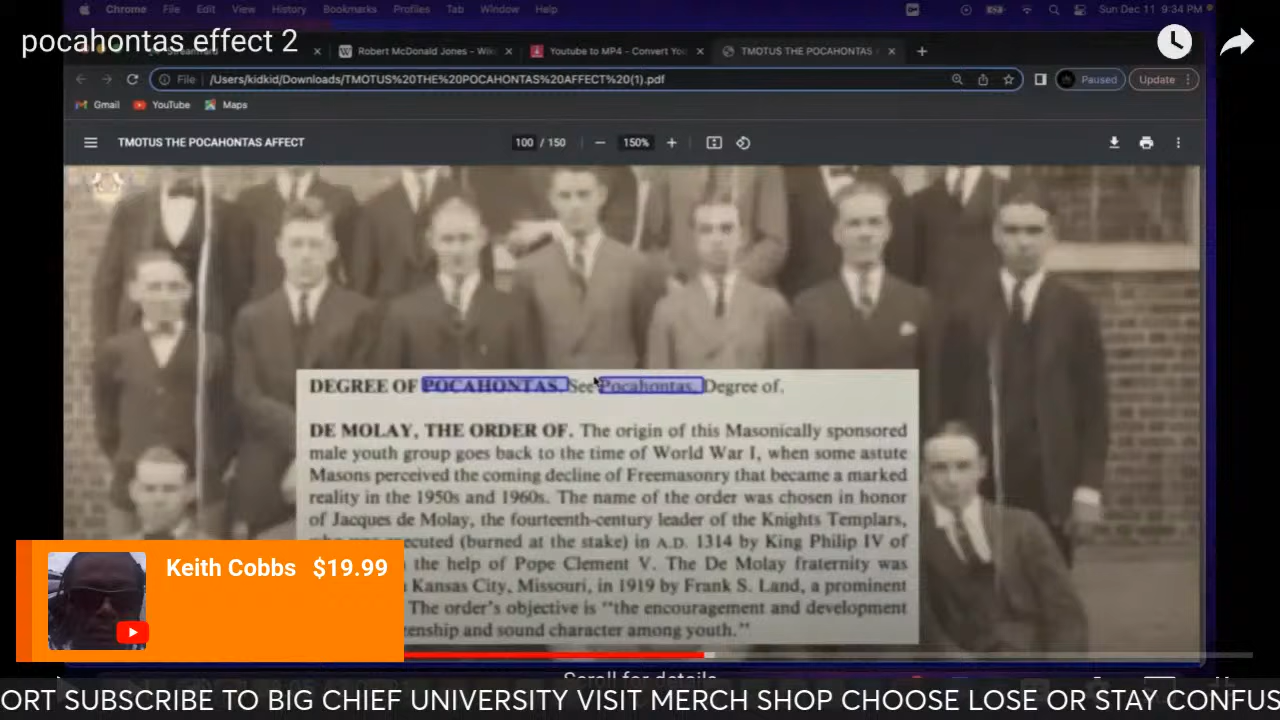 Chrome File Edit View History Bookmarks Profiles Tab Window Help Sun Dec 11 9:34 PM
pocahontas effect 2
Robert McDonald Jones - Wik Youtube to MP4 - Convert You TMOTUS THE POCAHONTAS
File /Users/kidkid/Downloads/TMOTUS%20THE%20POCAHONTAS%20AFFECT%20(1).pdf Paused Update
Gmail YouTube Maps
TMOTUS THE POCAHONTAS AFFECT 100 / 150 150%
DEGREE OF POCAHONTAS. See Pocahontas, Degree of.
DE MOLAY, THE ORDER OF. The origin of this Masonically sponsored
male youth group goes back to the time of World War I, when some astute
Masons perceived the coming decline of Freemasonry that became a marked
reality in the 1950s and 1960s. The name of the order was chosen in honor
of Jacques de Molay, the fourteenth-century leader of the Knights Templars,
ecuted (burned at the stake) in A.D. 1314 by King Philip IV of
the help of Pope Clement V. The De Molay fraternity was
Kansas City, Missouri, in 1919 by Frank S. Land, a prominent
The order's objective is "the encouragement and development
zenship and sound character among youth."
Keith Cobbs $19.99
Scroll for details
ORT SUBSCRIBE TO BIG CHIEF UNIVERSITY VISIT MERCH SHOP CHOOSE LOSE OR STAY CONFUS